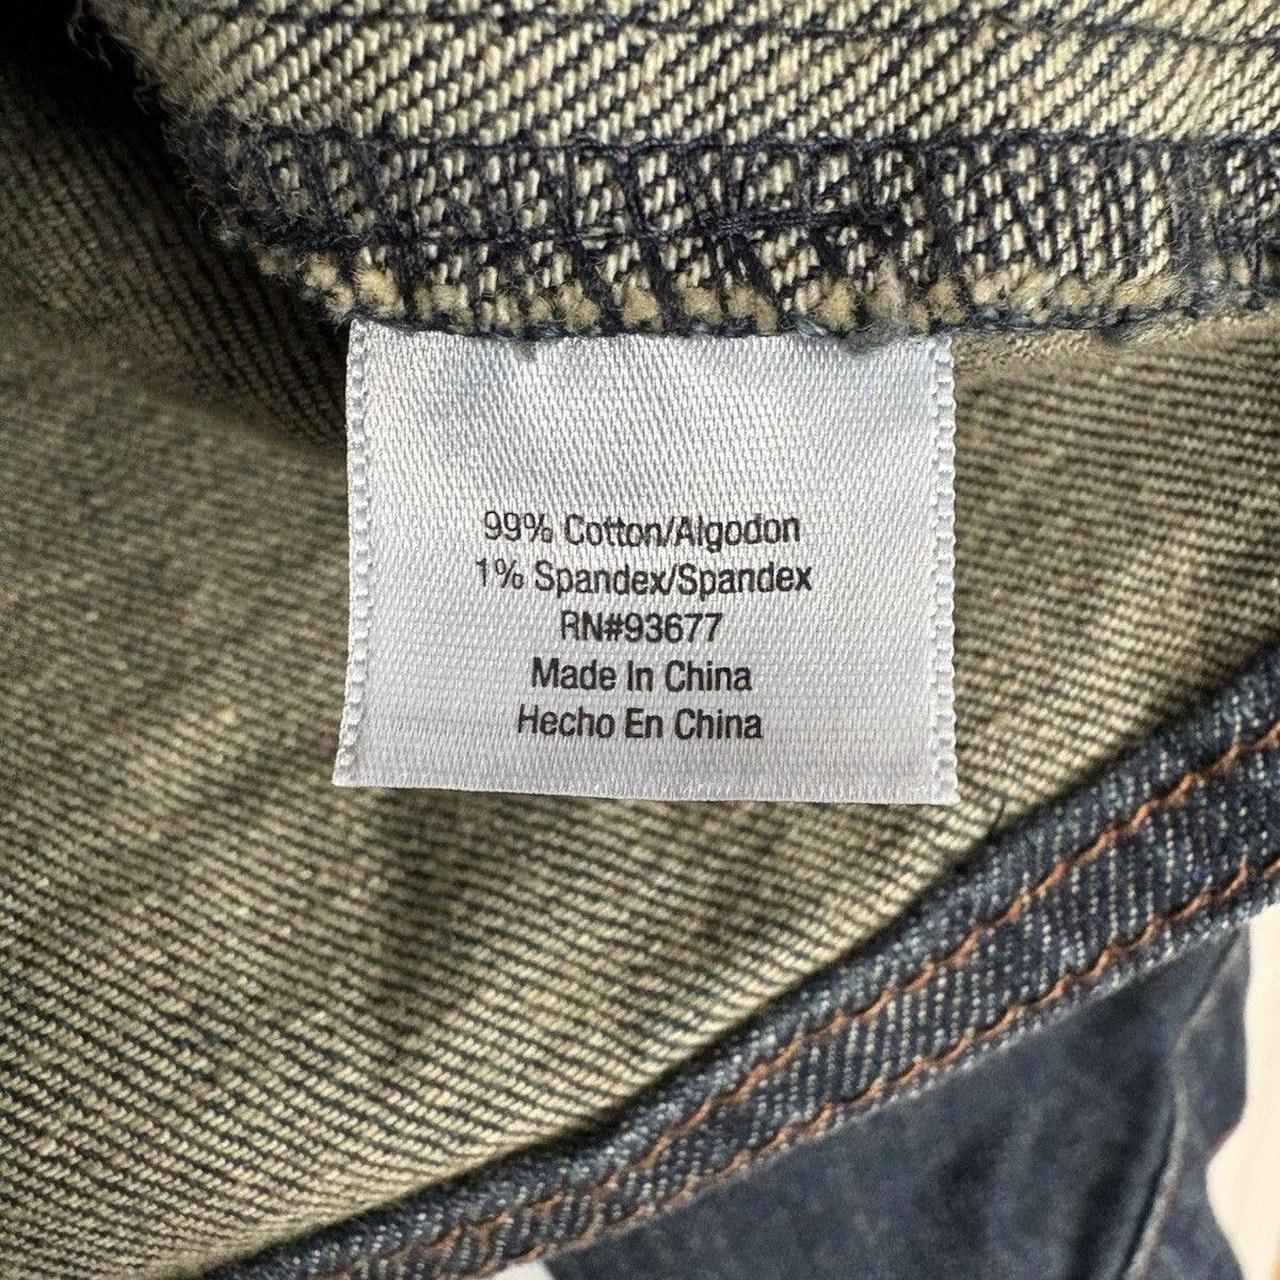 99% Cotton/Algodon
1% Spandex/Spandex
RN#93677
Made In China
Hecho En China